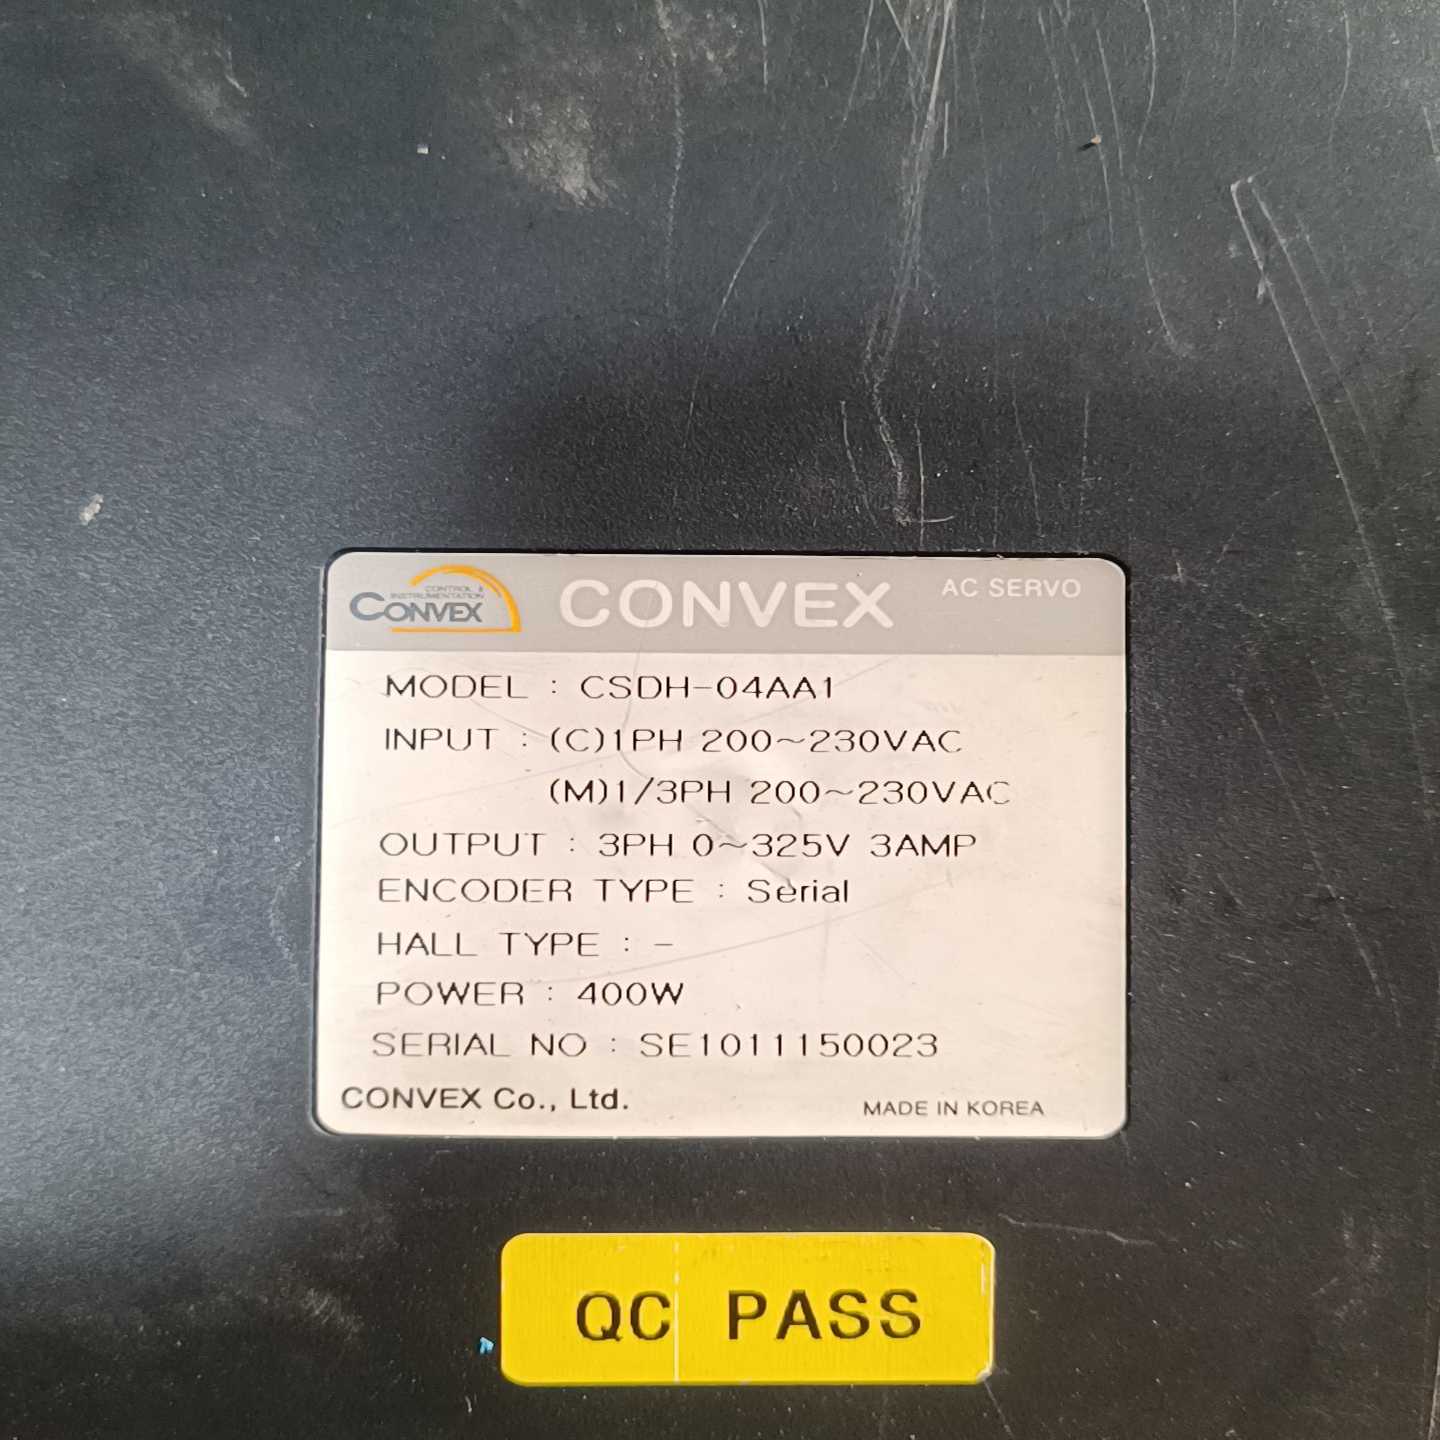 CONTROL &
INSTRUMENTATION
CONVEX
CONVEX
AC SERVO
MODEL : CSDH-04AA1
INPUT : (C)1PH 200~230VAC
(M)1/3PH 200~230VAC
OUTPUT : 3PH 0~325V 3AMP
ENCODER TYPE : Serial
HALL TYPE : -
POWER : 400W
SERIAL NO : SE1011150023
CONVEX Co., Ltd.
MADE IN KOREA
QC PASS